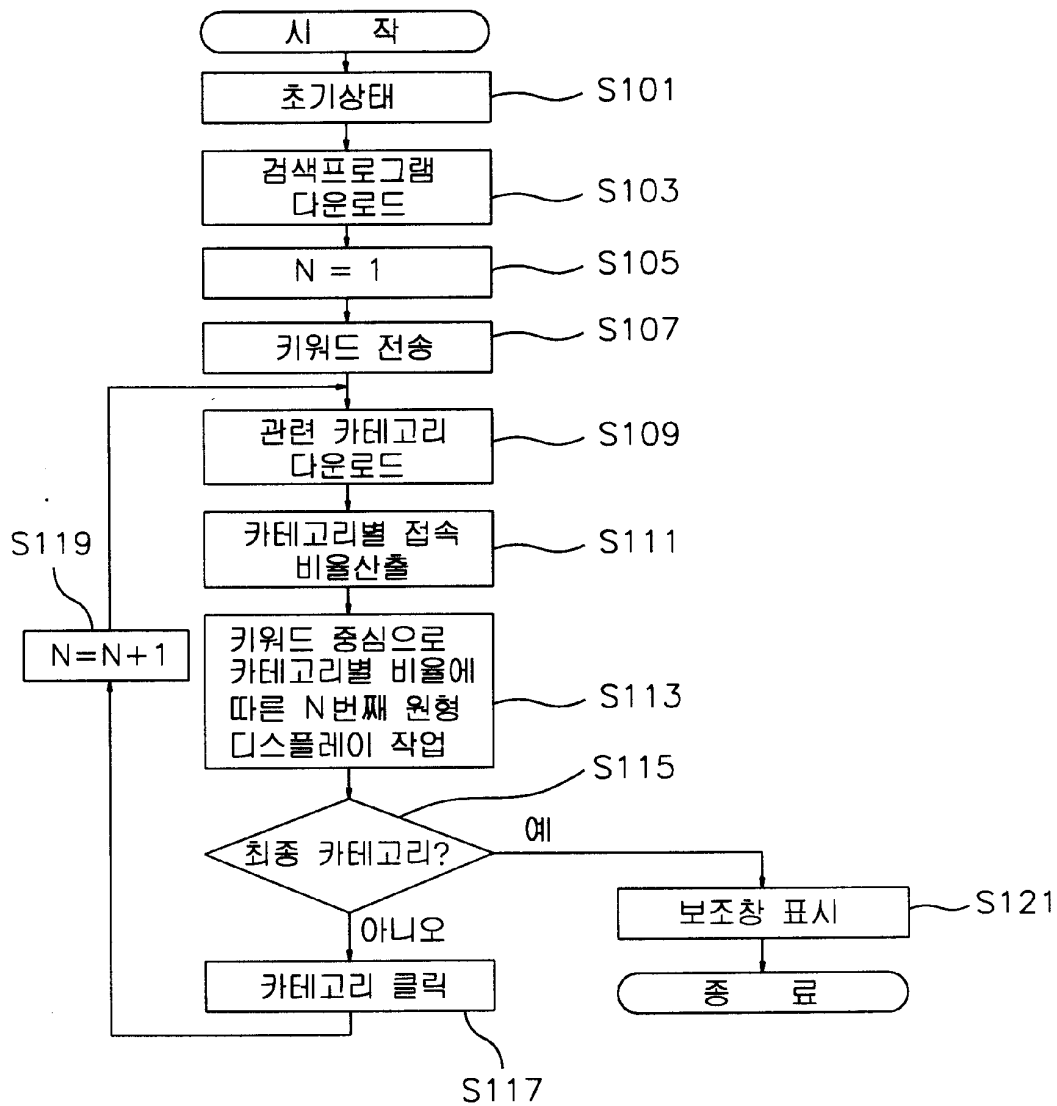 시 작
초기상태
S101
검색프로그램
다운로드
S103
N = 1
S105
키워드 전송
S107
관련 카테고리
다운로드
S109
카테고리별 접속
비율산출
S111
S119
N=N+1
키워드 중심으로
카테고리별 비율에
따른 N번째 원형
디스플레이 작업
S113
S115
최종 카테고리?
예
아니오
보조창 표시
S121
카테고리 클릭
종 료
S117